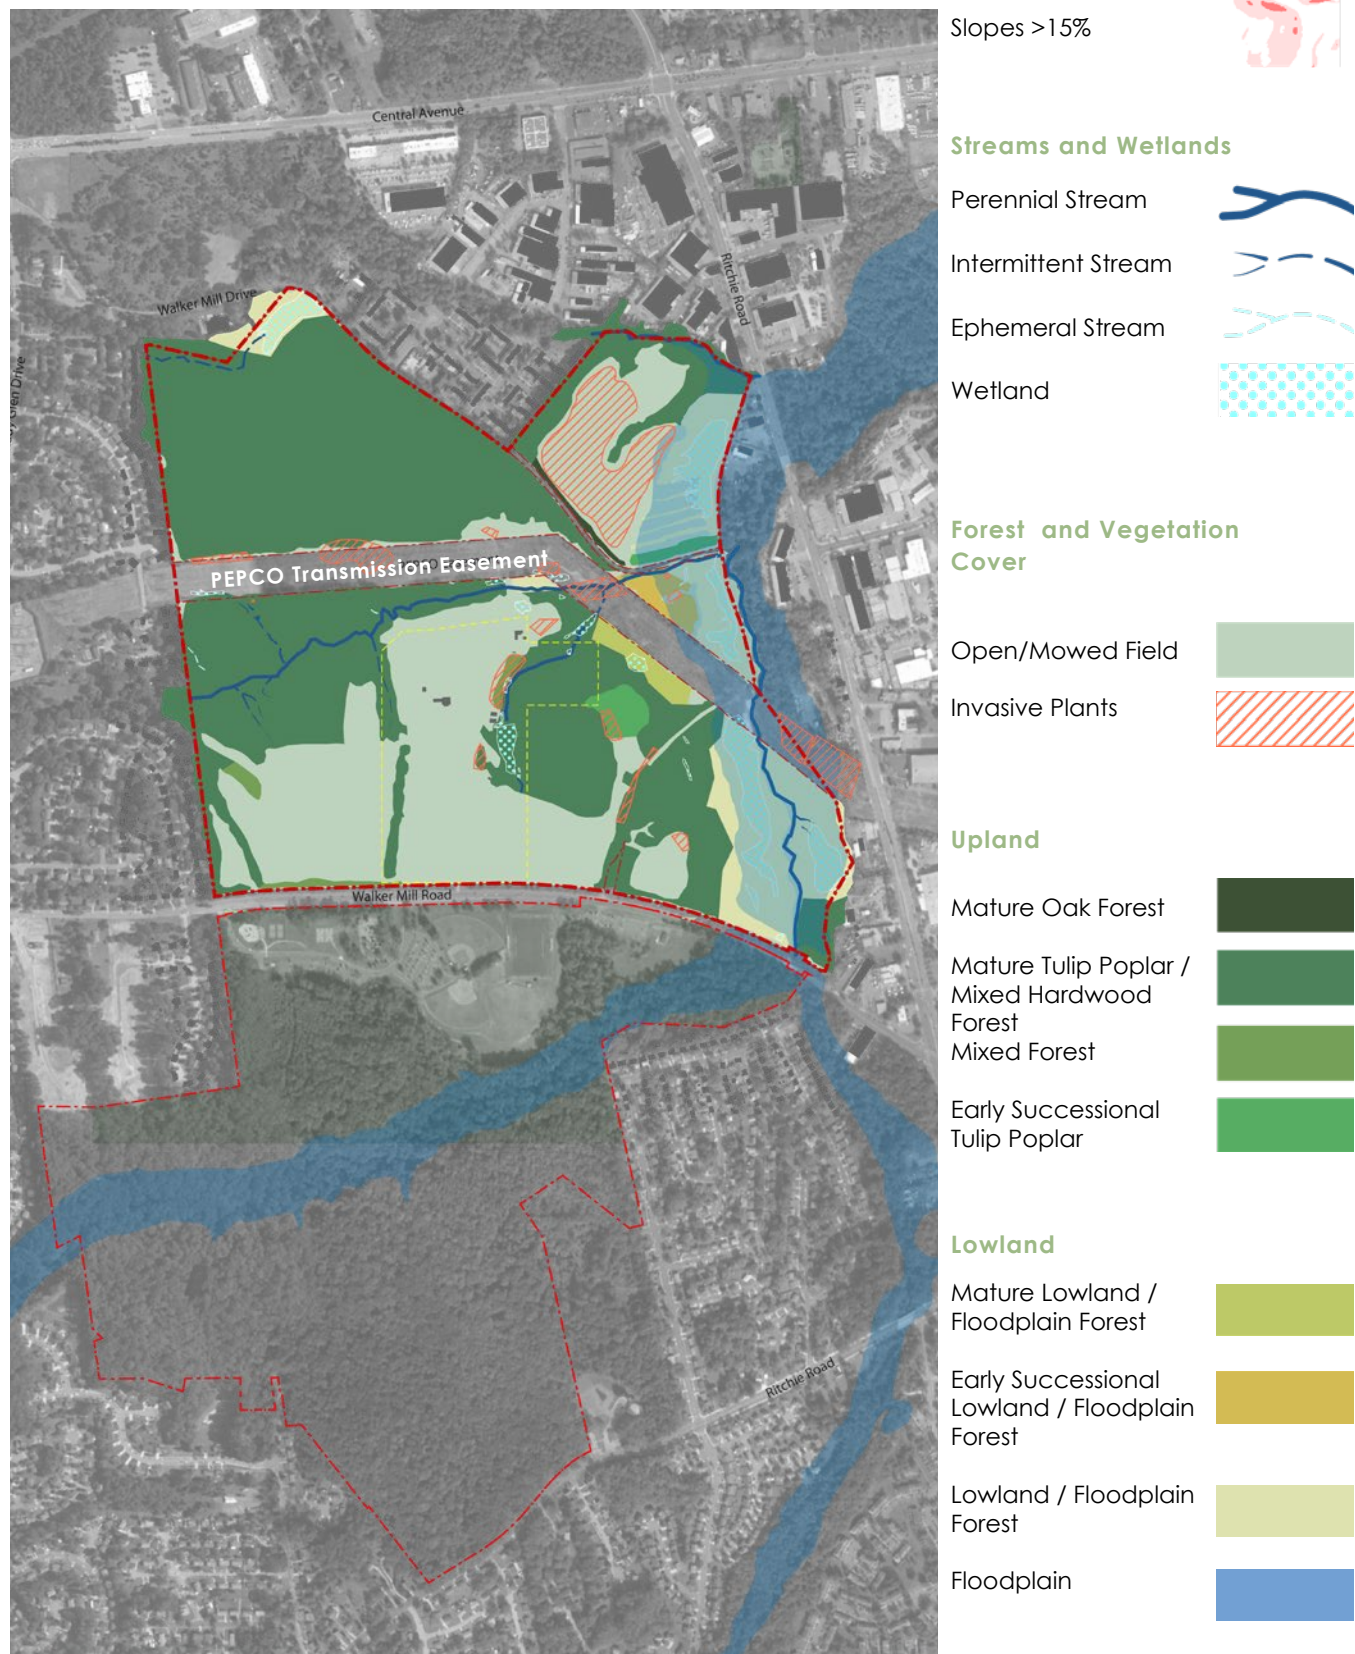 Slopes >15%
Central Avenue
Streams and Wetlands
Perennial Stream
Ritchie Road
Intermittent Stream
Walker Mill Drive
Ephemeral Stream
Glen Drive
Wetland
Forest and Vegetation
Cover
PEPCO Transmission Easement
Open/Mowed Field
Invasive Plants
Upland
Walker Mill Road
Mature Oak Forest
Mature Tulip Poplar /
Mixed Hardwood
Forest
Mixed Forest
Early Successional
Tulip Poplar
Lowland
Mature Lowland /
Floodplain Forest
Ritchie Road
Early Successional
Lowland / Floodplain
Forest
Lowland / Floodplain
Forest
Floodplain